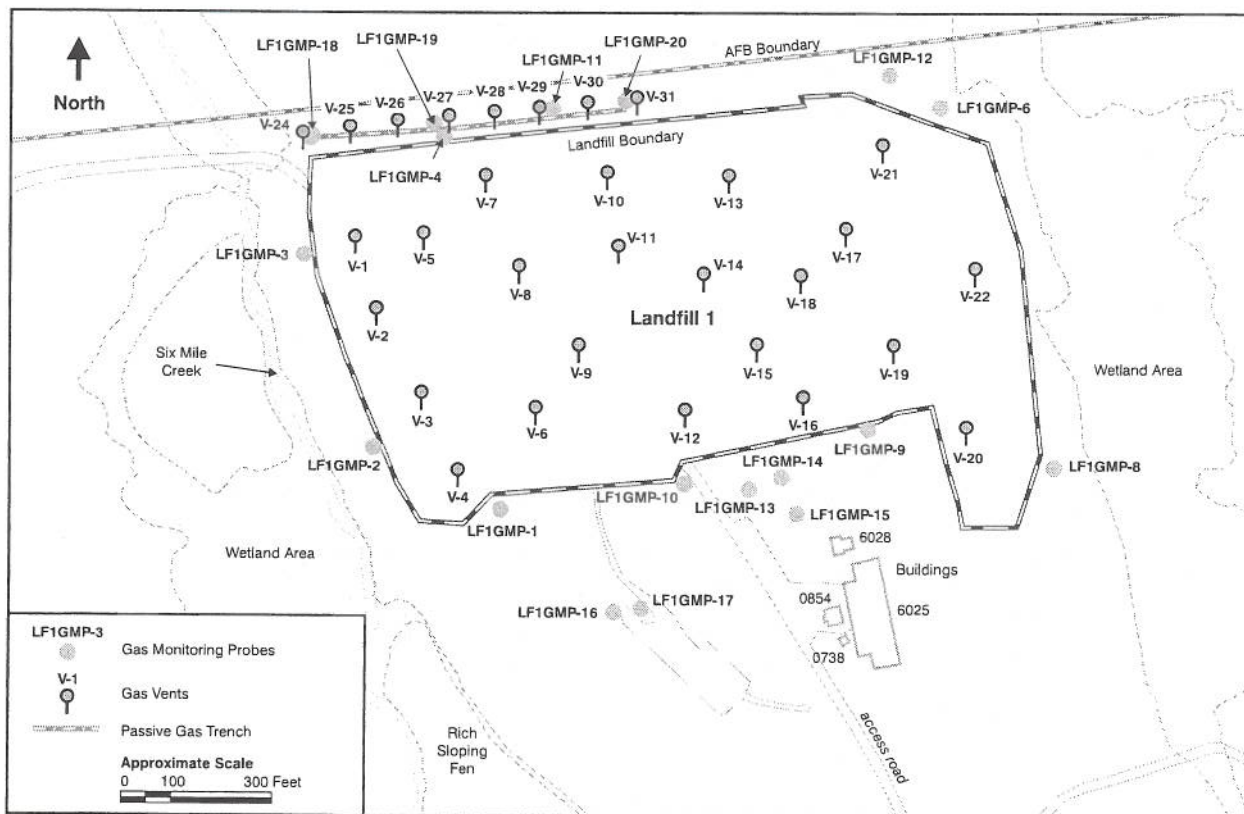 North
LF1GMP-18
LF1GMP-19
LF1GMP-11
LF1GMP-20
AFB Boundary
LF1GMP-12
LF1GMP-6
V-24
V-25
V-26
V-27
V-28
V-29
V-30
V-31
Landfill Boundary
LF1GMP-4
V-7
V-10
V-13
V-21
LF1GMP-3
V-1
V-5
V-8
V-11
V-14
V-17
V-18
V-22
V-2
Landfill 1
Six Mile
Creek
V-9
V-15
V-19
Wetland Area
V-3
V-6
V-12
V-16
LF1GMP-9
V-20
LF1GMP-2
V-4
LF1GMP-14
LF1GMP-8
LF1GMP-10
LF1GMP-13
LF1GMP-1
LF1GMP-15
6028
Wetland Area
Buildings
0854
6025
LF1GMP-16
LF1GMP-17
0738
access road
Rich
Sloping
Fen
LF1GMP-3
Gas Monitoring Probes
V-1
Gas Vents
Passive Gas Trench
Approximate Scale
0 100 300 Feet